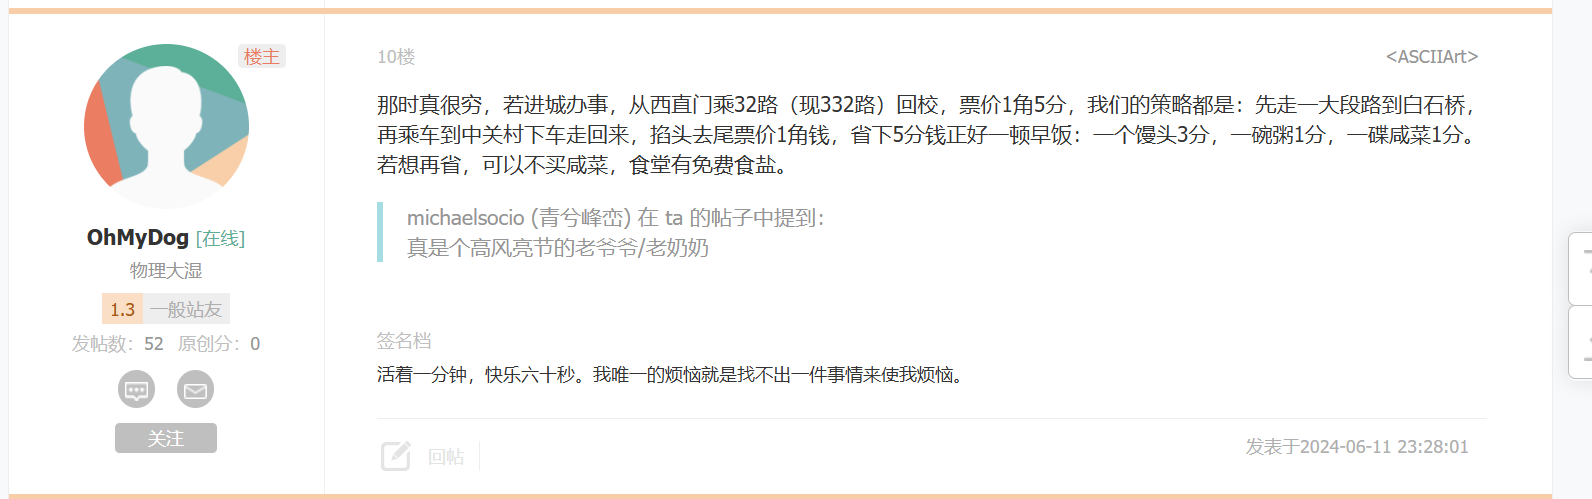 楼主
OhMyDog [在线]
物理大湿
1.3 一般站友
发帖数：52 原创分：0
关注
10楼
<ASCIIArt>
那时真很穷，若进城办事，从西直门乘32路（现332路）回校，票价1角5分，我们的策略都是：先走一大段路到白石桥，
再乘车到中关村下车走回来，掐头去尾票价1角钱，省下5分钱正好一顿早饭：一个馒头3分，一碗粥1分，一碟咸菜1分。
若想再省，可以不买咸菜，食堂有免费食盐。
michaelsocio (青兮峰峦) 在 ta 的帖子中提到：
真是个高风亮节的老爷爷/老奶奶
签名档
活着一分钟，快乐六十秒。我唯一的烦恼就是找不出一件事情来使我烦恼。
回帖
发表于2024-06-11 23:28:01